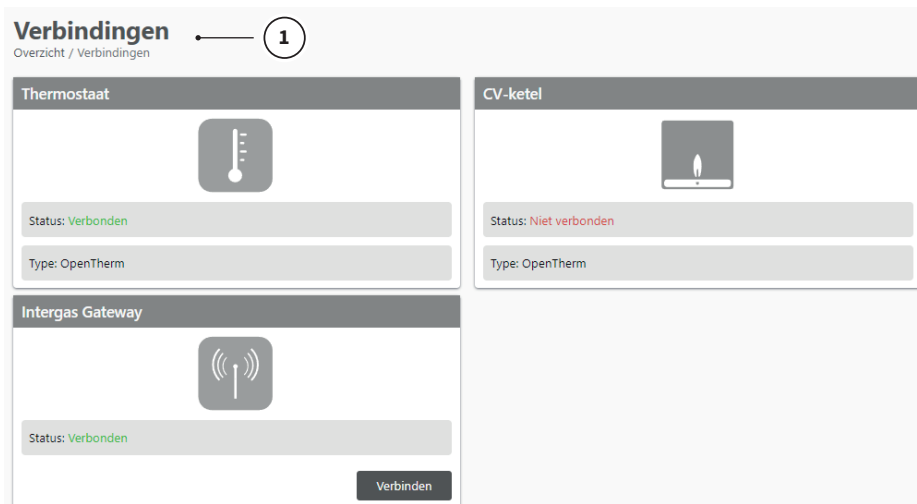 Verbindingen
1
Overzicht / Verbindingen
Thermostaat
Status: Verbonden
Type: OpenTherm
CV-ketel
Status: Niet verbonden
Type: OpenTherm
Intergas Gateway
Status: Verbonden
Verbinden